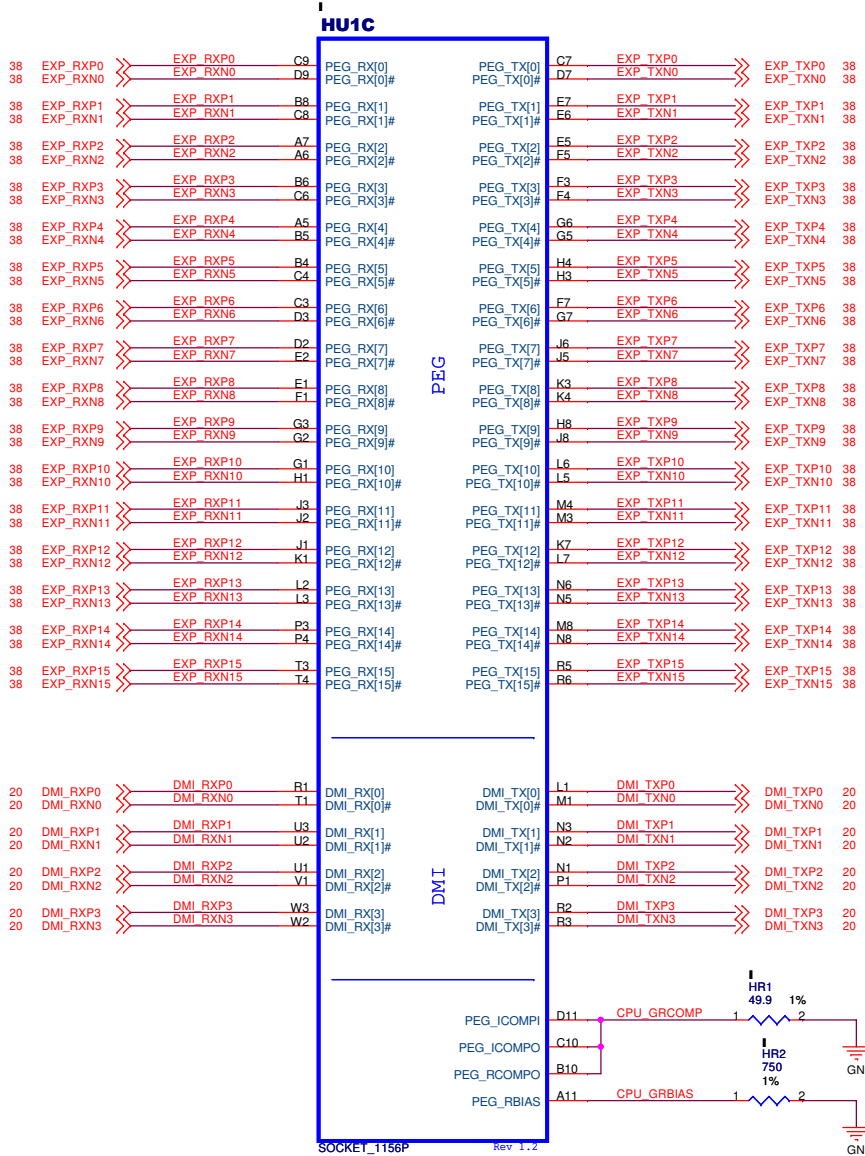 HU1C
38 EXP_RXP0 EXP_RXP0 C9 PEG_RX[0] PEG_TX[0] C7 EXP_TXP0 EXP_TXP0 38
38 EXP_RXN0 EXP_RXN0 D9 PEG_RX[0]# PEG_TX[0]# D7 EXP_TXN0 EXP_TXN0 38
38 EXP_RXP1 EXP_RXP1 B8 PEG_RX[1] PEG_TX[1] E7 EXP_TXP1 EXP_TXP1 38
38 EXP_RXN1 EXP_RXN1 C8 PEG_RX[1]# PEG_TX[1]# E6 EXP_TXN1 EXP_TXN1 38
38 EXP_RXP2 EXP_RXP2 A7 PEG_RX[2] PEG_TX[2] E5 EXP_TXP2 EXP_TXP2 38
38 EXP_RXN2 EXP_RXN2 A6 PEG_RX[2]# PEG_TX[2]# F5 EXP_TXN2 EXP_TXN2 38
38 EXP_RXP3 EXP_RXP3 B6 PEG_RX[3] PEG_TX[3] F3 EXP_TXP3 EXP_TXP3 38
38 EXP_RXN3 EXP_RXN3 C6 PEG_RX[3]# PEG_TX[3]# F4 EXP_TXN3 EXP_TXN3 38
38 EXP_RXP4 EXP_RXP4 A5 PEG_RX[4] PEG_TX[4] G6 EXP_TXP4 EXP_TXP4 38
38 EXP_RXN4 EXP_RXN4 B5 PEG_RX[4]# PEG_TX[4]# G5 EXP_TXN4 EXP_TXN4 38
38 EXP_RXP5 EXP_RXP5 B4 PEG_RX[5] PEG_TX[5] H4 EXP_TXP5 EXP_TXP5 38
38 EXP_RXN5 EXP_RXN5 C4 PEG_RX[5]# PEG_TX[5]# H3 EXP_TXN5 EXP_TXN5 38
38 EXP_RXP6 EXP_RXP6 C3 PEG_RX[6] PEG_TX[6] F7 EXP_TXP6 EXP_TXP6 38
38 EXP_RXN6 EXP_RXN6 D3 PEG_RX[6]# PEG_TX[6]# G7 EXP_TXN6 EXP_TXN6 38
38 EXP_RXP7 EXP_RXP7 D2 PEG_RX[7] PEG_TX[7] J6 EXP_TXP7 EXP_TXP7 38
38 EXP_RXN7 EXP_RXN7 E2 PEG_RX[7]# PEG_TX[7]# J5 EXP_TXN7 EXP_TXN7 38
PEG
38 EXP_RXP8 EXP_RXP8 E1 PEG_RX[8] PEG_TX[8] K3 EXP_TXP8 EXP_TXP8 38
38 EXP_RXN8 EXP_RXN8 F1 PEG_RX[8]# PEG_TX[8]# K4 EXP_TXN8 EXP_TXN8 38
38 EXP_RXP9 EXP_RXP9 G3 PEG_RX[9] PEG_TX[9] H8 EXP_TXP9 EXP_TXP9 38
38 EXP_RXN9 EXP_RXN9 G2 PEG_RX[9]# PEG_TX[9]# J8 EXP_TXN9 EXP_TXN9 38
38 EXP_RXP10 EXP_RXP10 G1 PEG_RX[10] PEG_TX[10] L6 EXP_TXP10 EXP_TXP10 38
38 EXP_RXN10 EXP_RXN10 H1 PEG_RX[10]# PEG_TX[10]# L5 EXP_TXN10 EXP_TXN10 38
38 EXP_RXP11 EXP_RXP11 J3 PEG_RX[11] PEG_TX[11] M4 EXP_TXP11 EXP_TXP11 38
38 EXP_RXN11 EXP_RXN11 J2 PEG_RX[11]# PEG_TX[11]# M3 EXP_TXN11 EXP_TXN11 38
38 EXP_RXP12 EXP_RXP12 J1 PEG_RX[12] PEG_TX[12] K7 EXP_TXP12 EXP_TXP12 38
38 EXP_RXN12 EXP_RXN12 K1 PEG_RX[12]# PEG_TX[12]# L7 EXP_TXN12 EXP_TXN12 38
38 EXP_RXP13 EXP_RXP13 L2 PEG_RX[13] PEG_TX[13] N6 EXP_TXP13 EXP_TXP13 38
38 EXP_RXN13 EXP_RXN13 L3 PEG_RX[13]# PEG_TX[13]# N5 EXP_TXN13 EXP_TXN13 38
38 EXP_RXP14 EXP_RXP14 P3 PEG_RX[14] PEG_TX[14] M8 EXP_TXP14 EXP_TXP14 38
38 EXP_RXN14 EXP_RXN14 P4 PEG_RX[14]# PEG_TX[14]# N8 EXP_TXN14 EXP_TXN14 38
38 EXP_RXP15 EXP_RXP15 T3 PEG_RX[15] PEG_TX[15] R5 EXP_TXP15 EXP_TXP15 38
38 EXP_RXN15 EXP_RXN15 T4 PEG_RX[15]# PEG_TX[15]# R6 EXP_TXN15 EXP_TXN15 38
20 DMI_RXP0 DMI_RXP0 R1 DMI_RX[0] DMI_TX[0] L1 DMI_TXP0 DMI_TXP0 20
20 DMI_RXN0 DMI_RXN0 T1 DMI_RX[0]# DMI_TX[0]# M1 DMI_TXN0 DMI_TXN0 20
20 DMI_RXP1 DMI_RXP1 U3 DMI_RX[1] DMI_TX[1] N3 DMI_TXP1 DMI_TXP1 20
20 DMI_RXN1 DMI_RXN1 U2 DMI_RX[1]# DMI_TX[1]# N2 DMI_TXN1 DMI_TXN1 20
20 DMI_RXP2 DMI_RXP2 U1 DMI_RX[2] DMI_TX[2] N1 DMI_TXP2 DMI_TXP2 20
20 DMI_RXN2 DMI_RXN2 V1 DMI_RX[2]# DMI_TX[2]# P1 DMI_TXN2 DMI_TXN2 20
DMI
20 DMI_RXP3 DMI_RXP3 W3 DMI_RX[3] DMI_TX[3] R2 DMI_TXP3 DMI_TXP3 20
20 DMI_RXN3 DMI_RXN3 W2 DMI_RX[3]# DMI_TX[3]# R3 DMI_TXN3 DMI_TXN3 20
HR1
49.9 1%
PEG_ICOMPI D11 CPU_GRCOMP 1 2
PEG_ICOMPO C10
HR2
750
GN
PEG_RCOMPO B10
1%
PEG_RBIAS A11 CPU_GRBIAS 1 2
SOCKET_1156P Rev 1.2
GN